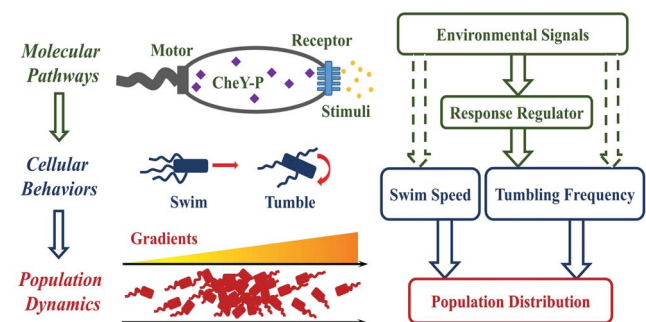 Molecular
Pathways
Motor
Receptor
CheY-P
Stimuli
Environmental Signals
Response Regulator
Cellular
Behaviors
Swim
Tumble
Swim Speed
Tumbling Frequency
Gradients
Population
Dynamics
Population Distribution